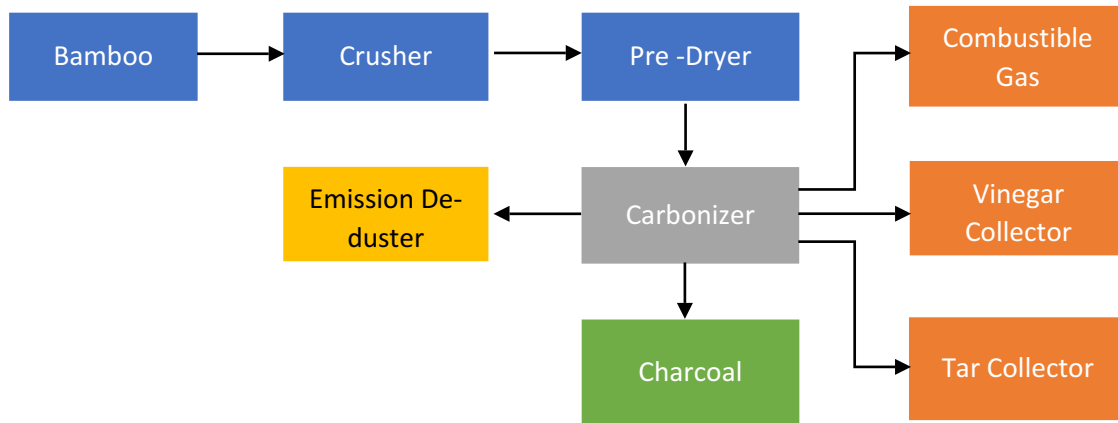 Bamboo
Crusher
Pre -Dryer
Combustible
Gas
Emission De-
duster
Carbonizer
Vinegar
Collector
Charcoal
Tar Collector